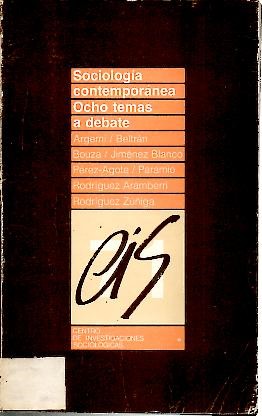 Sociología
contemporánea
Ocho temas
a debate
Argemí / Beltrán
Bouza / Jiménez Blanco
Pérez-Agote / Paramio
Rodríguez Aramberri
Rodríguez Zúñiga
cis
CENTRO
DE INVESTIGACIONES
SOCIOLOGICAS